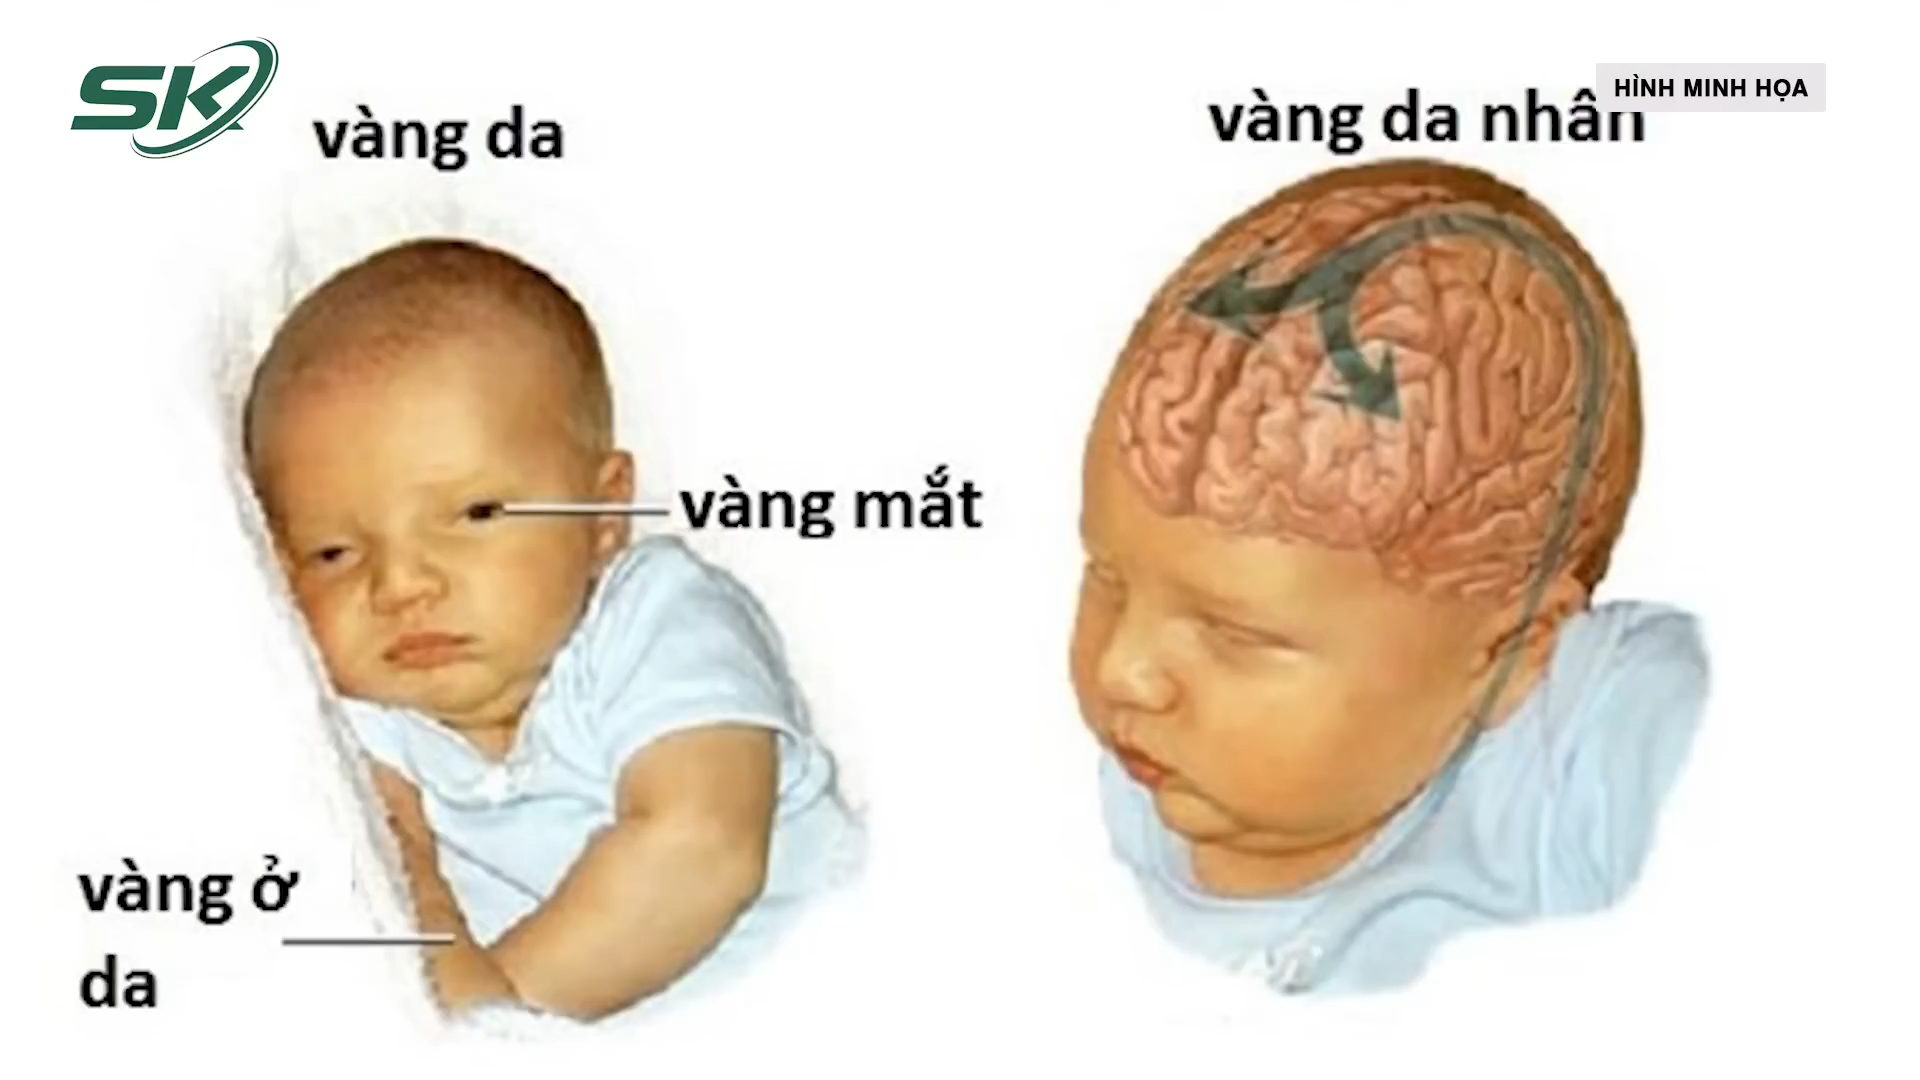 SK
HÌNH MINH HỌA
vàng da
vàng da nhân
vàng mắt
vàng ở
da